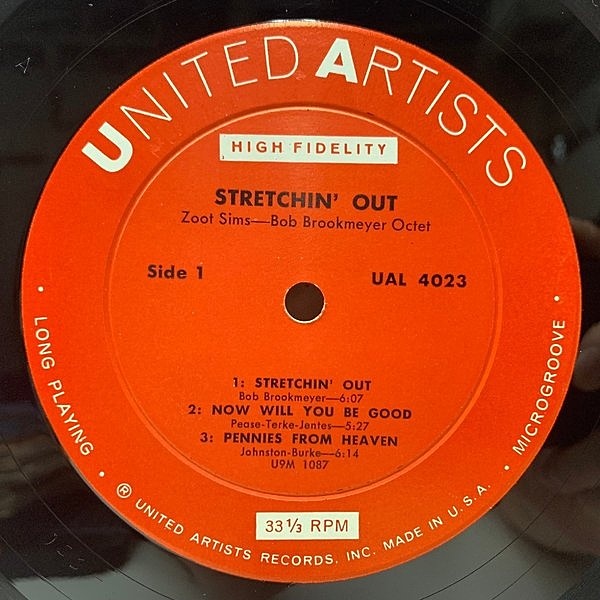 UNITED ARTISTS
HIGH FIDELITY
STRETCHIN' OUT
Zoot Sims—Bob Brookmeyer Octet
Side 1
UAL 4023
1: STRETCHIN' OUT
Bob Brookmeyer—6:07
2: NOW WILL YOU BE GOOD
Pease-Terke-Jentes—5:27
3: PENNIES FROM HEAVEN
Johnston-Burke—6:14
U9M 1087
33⅓ RPM
• LONG PLAYING •
Ⓡ UNITED ARTISTS RECORDS, INC. MADE IN U.S.A.
• MICROGROOVE •